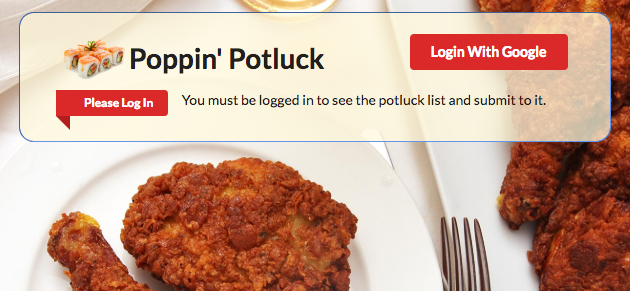 Poppin' Potluck
Login With Google
Please Log In
You must be logged in to see the potluck list and submit to it.